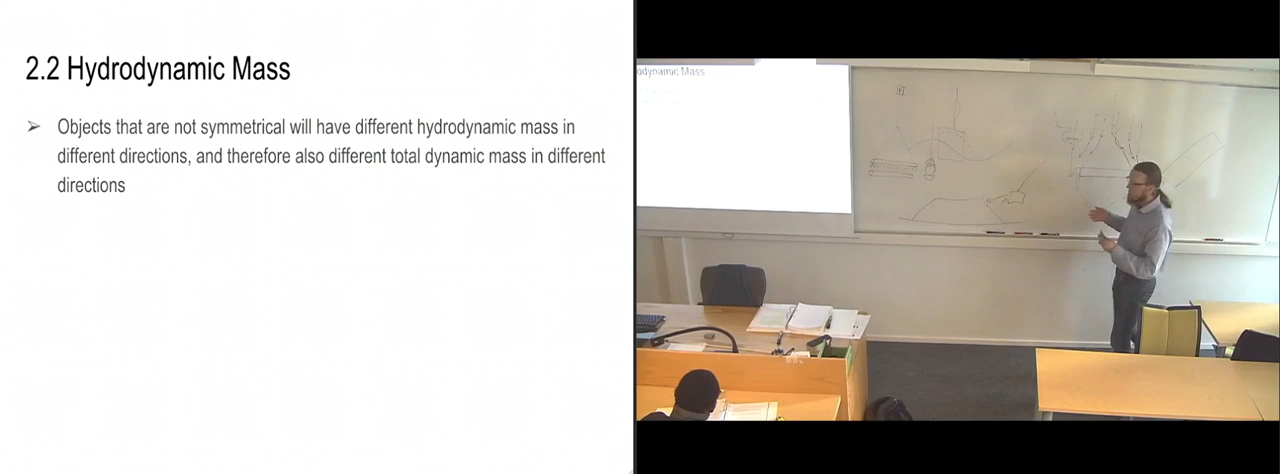 2.2 Hydrodynamic Mass
➢ Objects that are not symmetrical will have different hydrodynamic mass in
different directions, and therefore also different total dynamic mass in different
directions
odynamic Mass